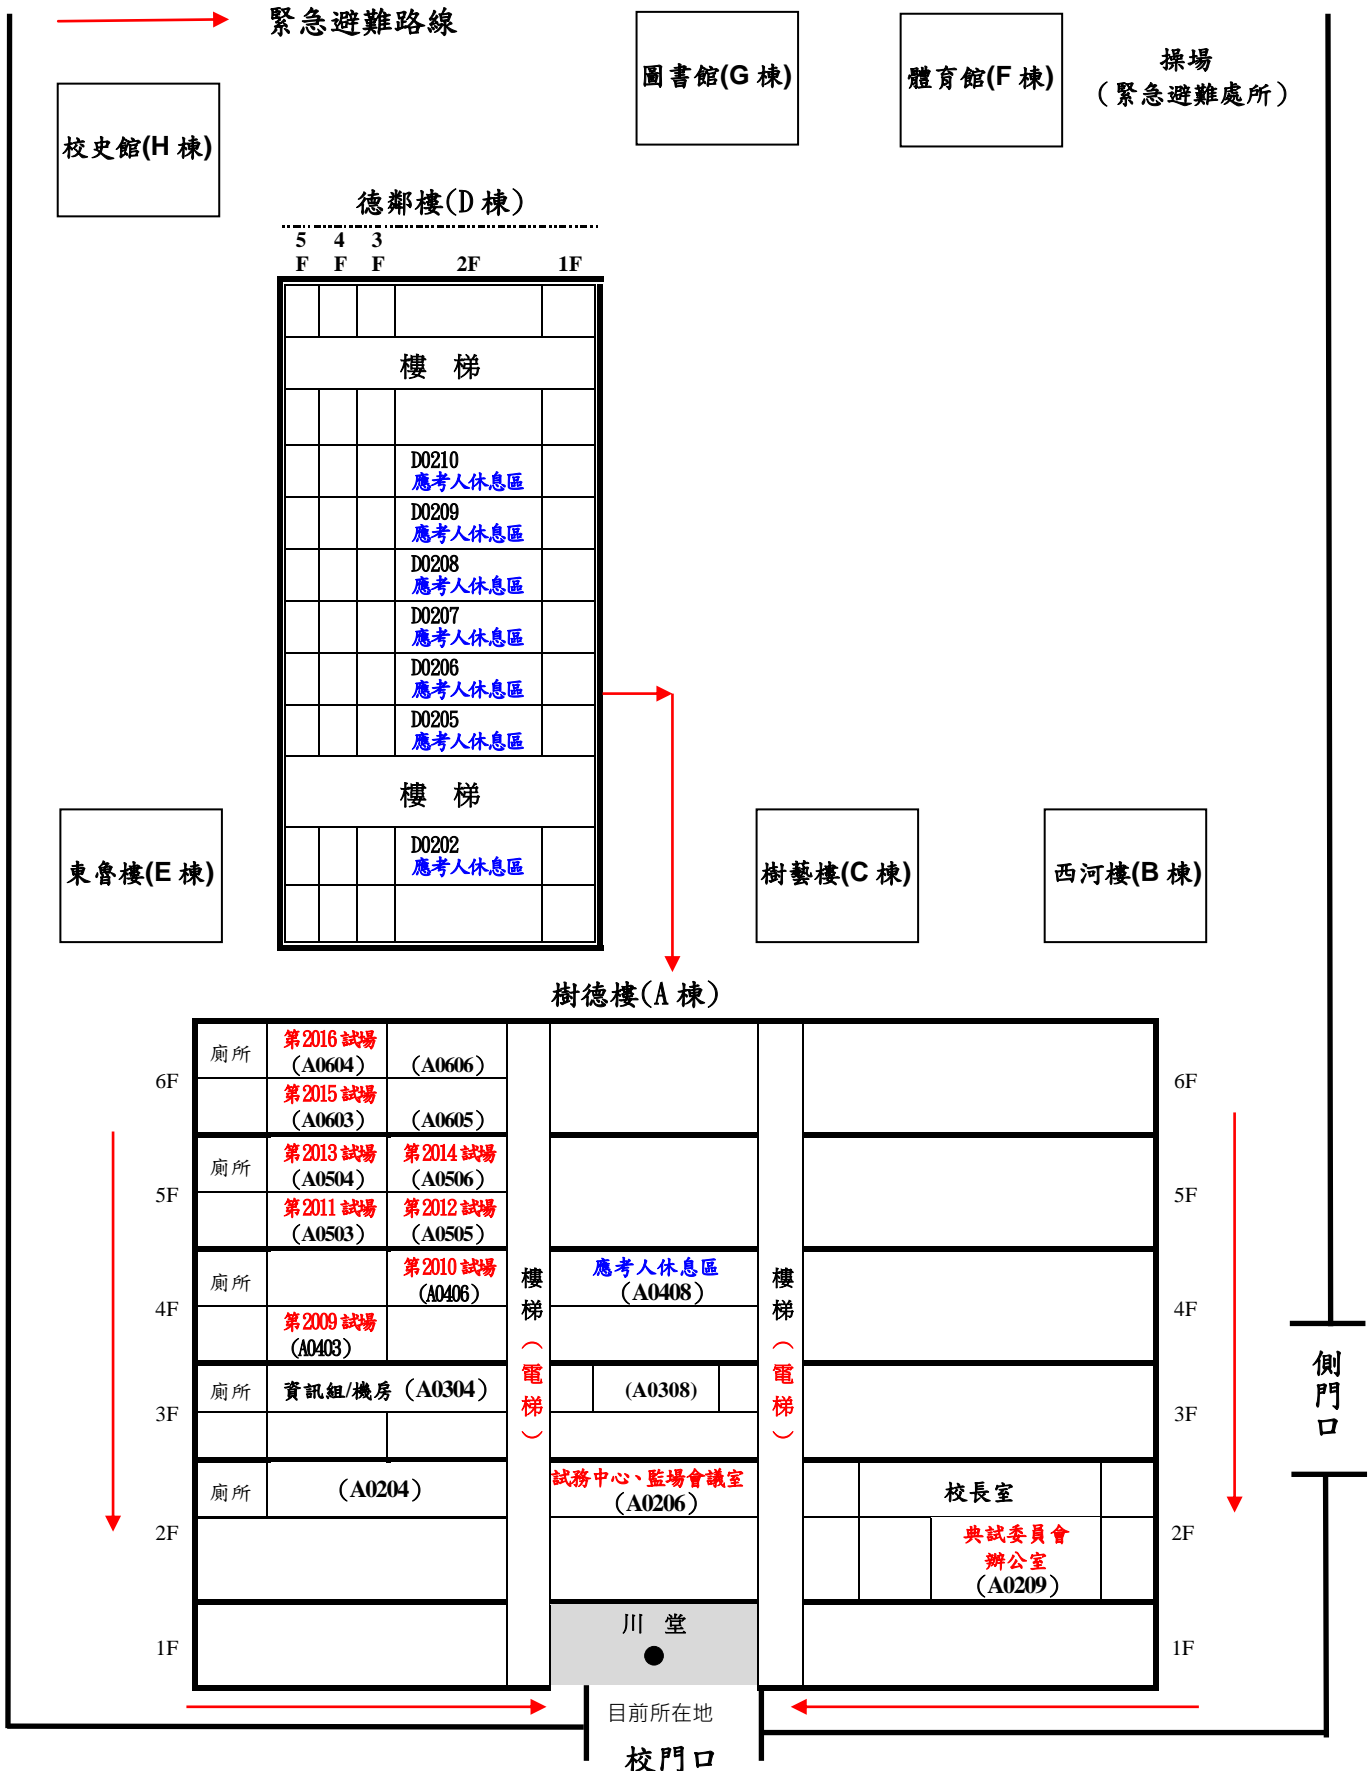 緊急避難路線
圖書館(G 棟)
體育館(F 棟)
操場
（緊急避難處所）
校史館(H 棟)
德鄰樓(D 棟)
5 4 3
F F F 2F 1F
樓 梯
D0210
應考人休息區
D0209
應考人休息區
D0208
應考人休息區
D0207
應考人休息區
D0206
應考人休息區
D0205
應考人休息區
樓 梯
D0202
應考人休息區
東魯樓(E 棟)
樹藝樓(C 棟)
西河樓(B 棟)
樹德樓(A 棟)
6F
廁所
第2016 試場
（A0604）
（A0606）
第2015 試場
（A0603）
（A0605）
6F
5F
廁所
第2013 試場
（A0504）
第2014 試場
（A0506）
第2011 試場
（A0503）
第2012 試場
（A0505）
5F
4F
廁所
第2010 試場
（A0406）
第2009 試場
（A0403）
樓梯（電梯）
應考人休息區
（A0408）
樓梯（電梯）
4F
3F
廁所
資訊組/機房（A0304）
(A0308)
3F
側門口
2F
廁所
（A0204）
試務中心、監場會議室
（A0206）
校長室
典試委員會
辦公室
（A0209）
2F
1F
川 堂
1F
目前所在地
校門口